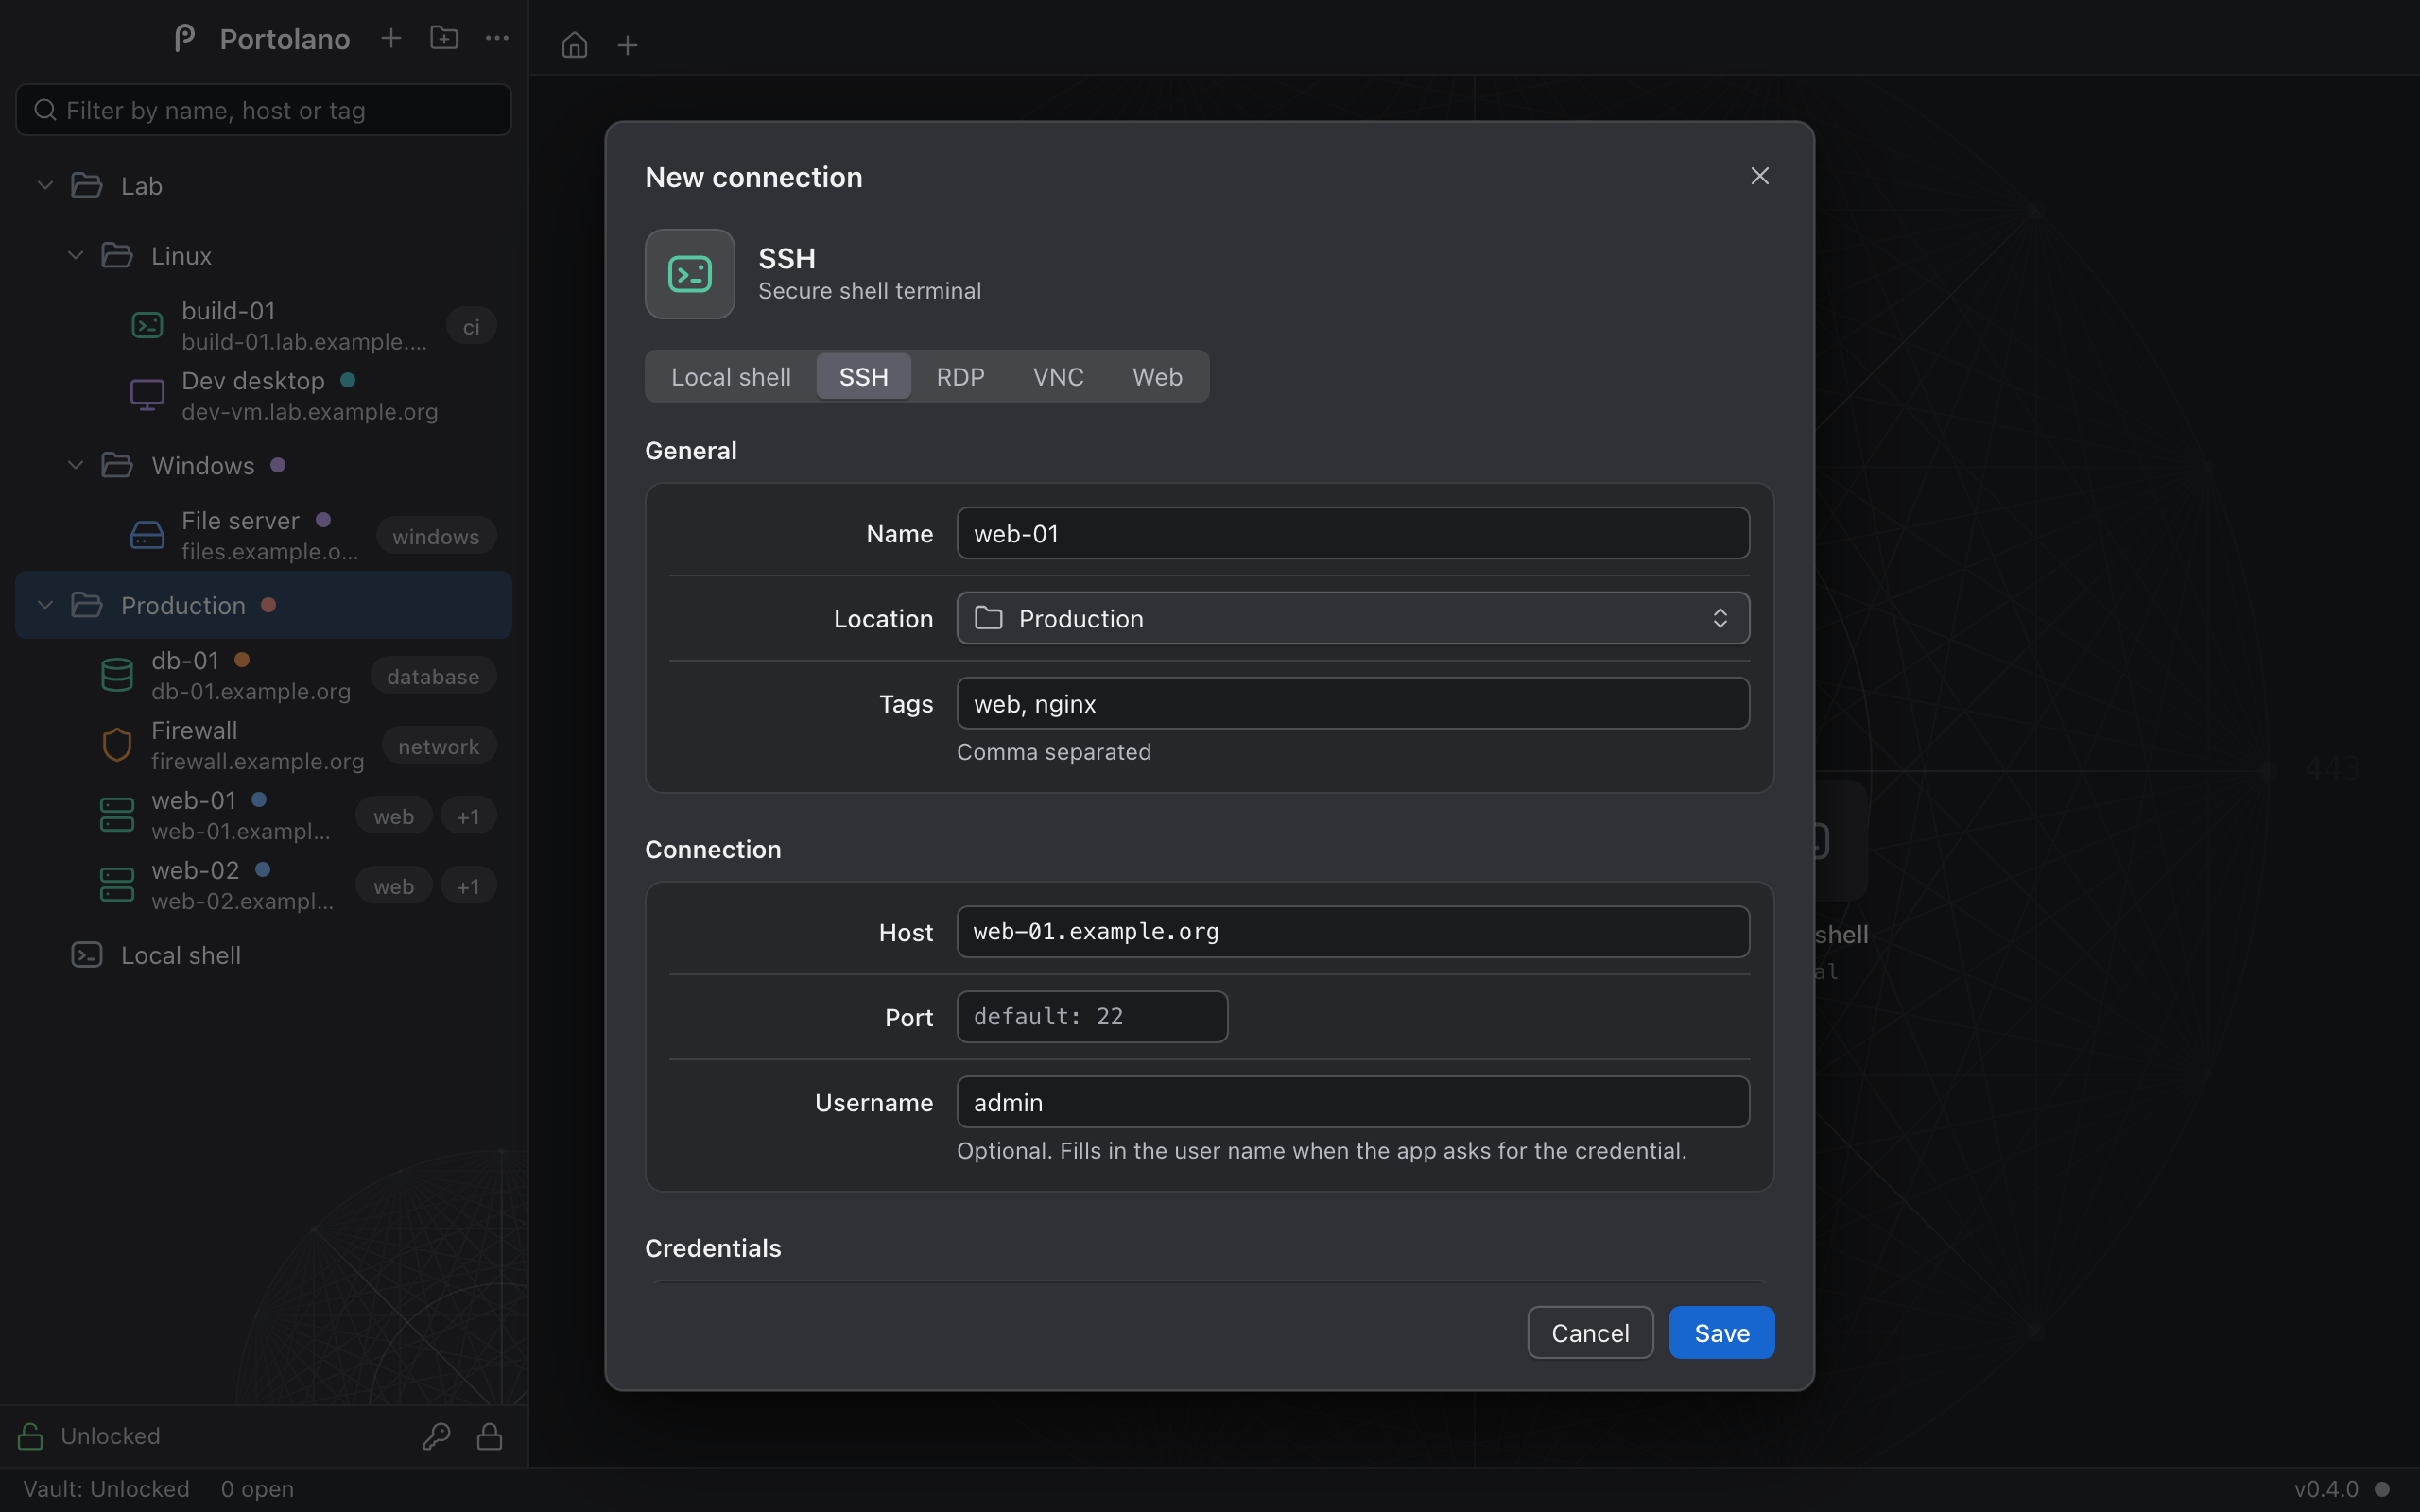 Portolano
Filter by name, host or tag
Lab
Linux
build-01
build-01.lab.example....
ci
Dev desktop
dev-vm.lab.example.org
Windows
File server
files.example.o...
windows
Production
db-01
db-01.example.org
database
Firewall
firewall.example.org
network
web-01
web-01.exampl...
web +1
web-02
web-02.exampl...
web +1
Local shell
Unlocked
Vault: Unlocked 0 open
New connection
SSH
Secure shell terminal
Local shell SSH RDP VNC Web
General
Name web-01
Location Production
Tags web, nginx
Comma separated
Connection
Host web-01.example.org
Port default: 22
Username admin
Optional. Fills in the user name when the app asks for the credential.
Credentials
Cancel Save
443
shell
al
v0.4.0